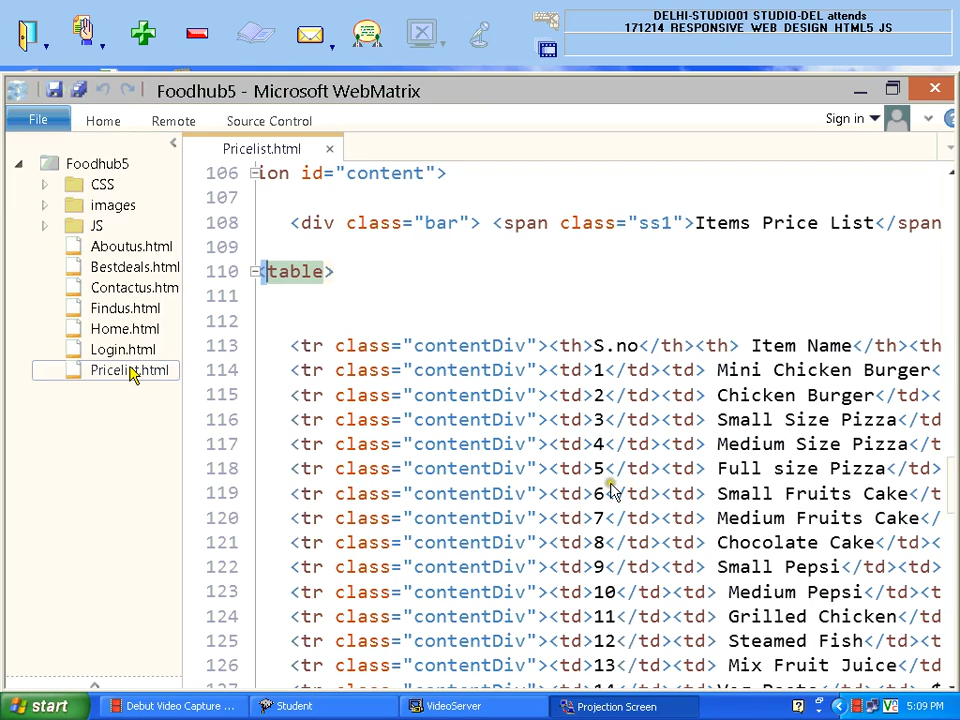 DELHI-STUDIO01 STUDIO-DEL attends
171214 RESPONSIVE WEB DESIGN HTML5 JS
Foodhub5 - Microsoft WebMatrix
File Home Remote Source Control Sign in
Foodhub5
CSS
images
JS
Aboutus.html
Bestdeals.html
Contactus.htm
Findus.html
Home.html
Login.html
Pricelist.html
Pricelist.html ×
106 ion id="content">
107
108 <div class="bar"> <span class="ss1">Items Price List</span
109
110 <table>
111
112
113 <tr class="contentDiv"><th>S.no</th><th> Item Name</th><th
114 <tr class="contentDiv"><td>1</td><td> Mini Chicken Burger<
115 <tr class="contentDiv"><td>2</td><td> Chicken Burger</td><
116 <tr class="contentDiv"><td>3</td><td> Small Size Pizza</td
117 <tr class="contentDiv"><td>4</td><td> Medium Size Pizza</t
118 <tr class="contentDiv"><td>5</td><td> Full size Pizza</td>
119 <tr class="contentDiv"><td>6</td><td> Small Fruits Cake</t
120 <tr class="contentDiv"><td>7</td><td> Medium Fruits Cake</
121 <tr class="contentDiv"><td>8</td><td> Chocolate Cake</td><
122 <tr class="contentDiv"><td>9</td><td> Small Pepsi</td><td>
123 <tr class="contentDiv"><td>10</td><td> Medium Pepsi</td><t
124 <tr class="contentDiv"><td>11</td><td> Grilled Chicken</td
125 <tr class="contentDiv"><td>12</td><td> Steamed Fish</td><t
126 <tr class="contentDiv"><td>13</td><td> Mix Fruit Juice</td
start Debut Video Capture ... Student VideoServer Projection Screen 5:09 PM